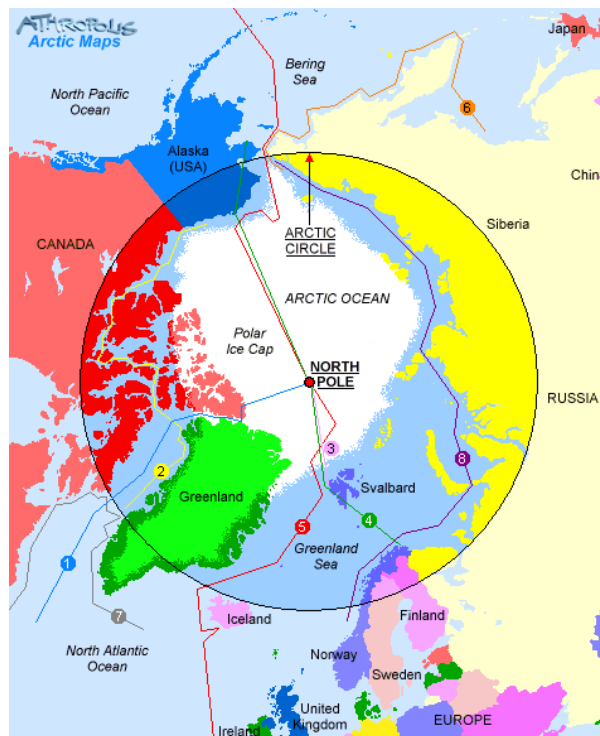 ATHROPOLIS
Arctic Maps
Japan
Bering
Sea
North Pacific
Ocean
6
Alaska
(USA)
China
Siberia
CANADA
ARCTIC
CIRCLE
ARCTIC OCEAN
Polar
Ice Cap
NORTH
POLE
RUSSIA
3
8
2
Greenland
Svalbard
5
4
Greenland
Sea
1
7
Iceland
Finland
North Atlantic
Ocean
Norway
Sweden
United
Kingdom
Ireland
EUROPE